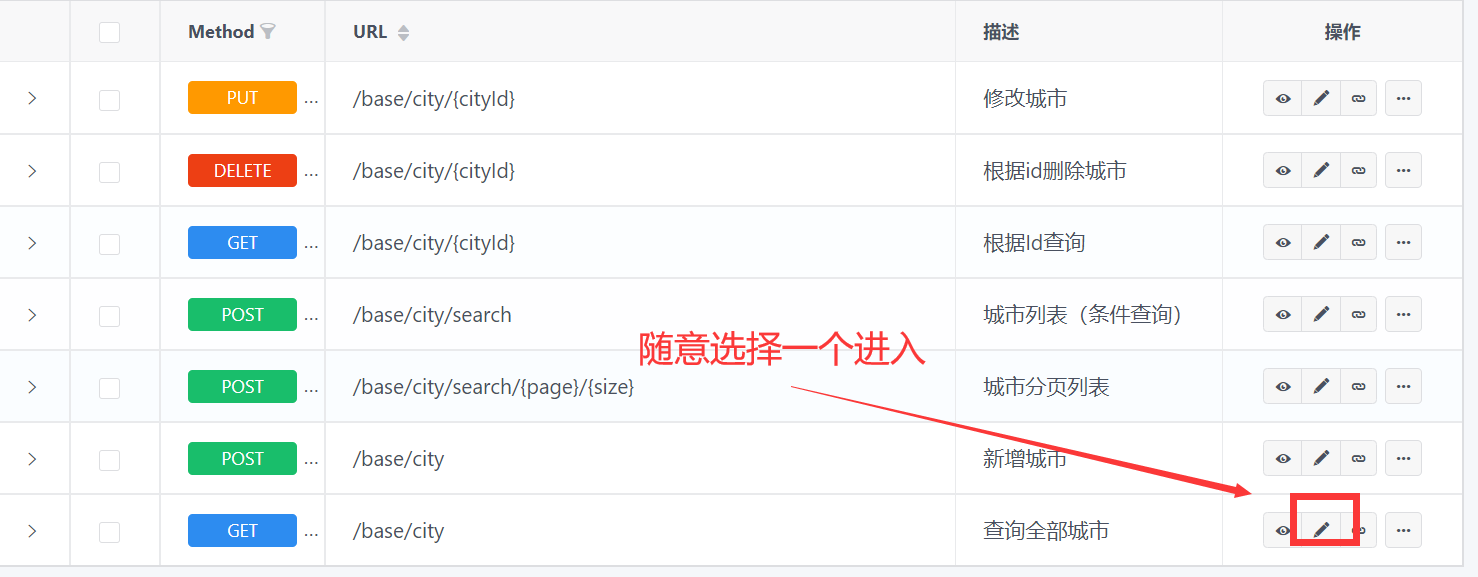 Method URL 描述 操作
PUT ... /base/city/{cityId} 修改城市
DELETE ... /base/city/{cityId} 根据id删除城市
GET ... /base/city/{cityId} 根据Id查询
POST ... /base/city/search 城市列表（条件查询）
随意选择一个进入
POST ... /base/city/search/{page}/{size} 城市分页列表
POST ... /base/city 新增城市
GET ... /base/city 查询全部城市